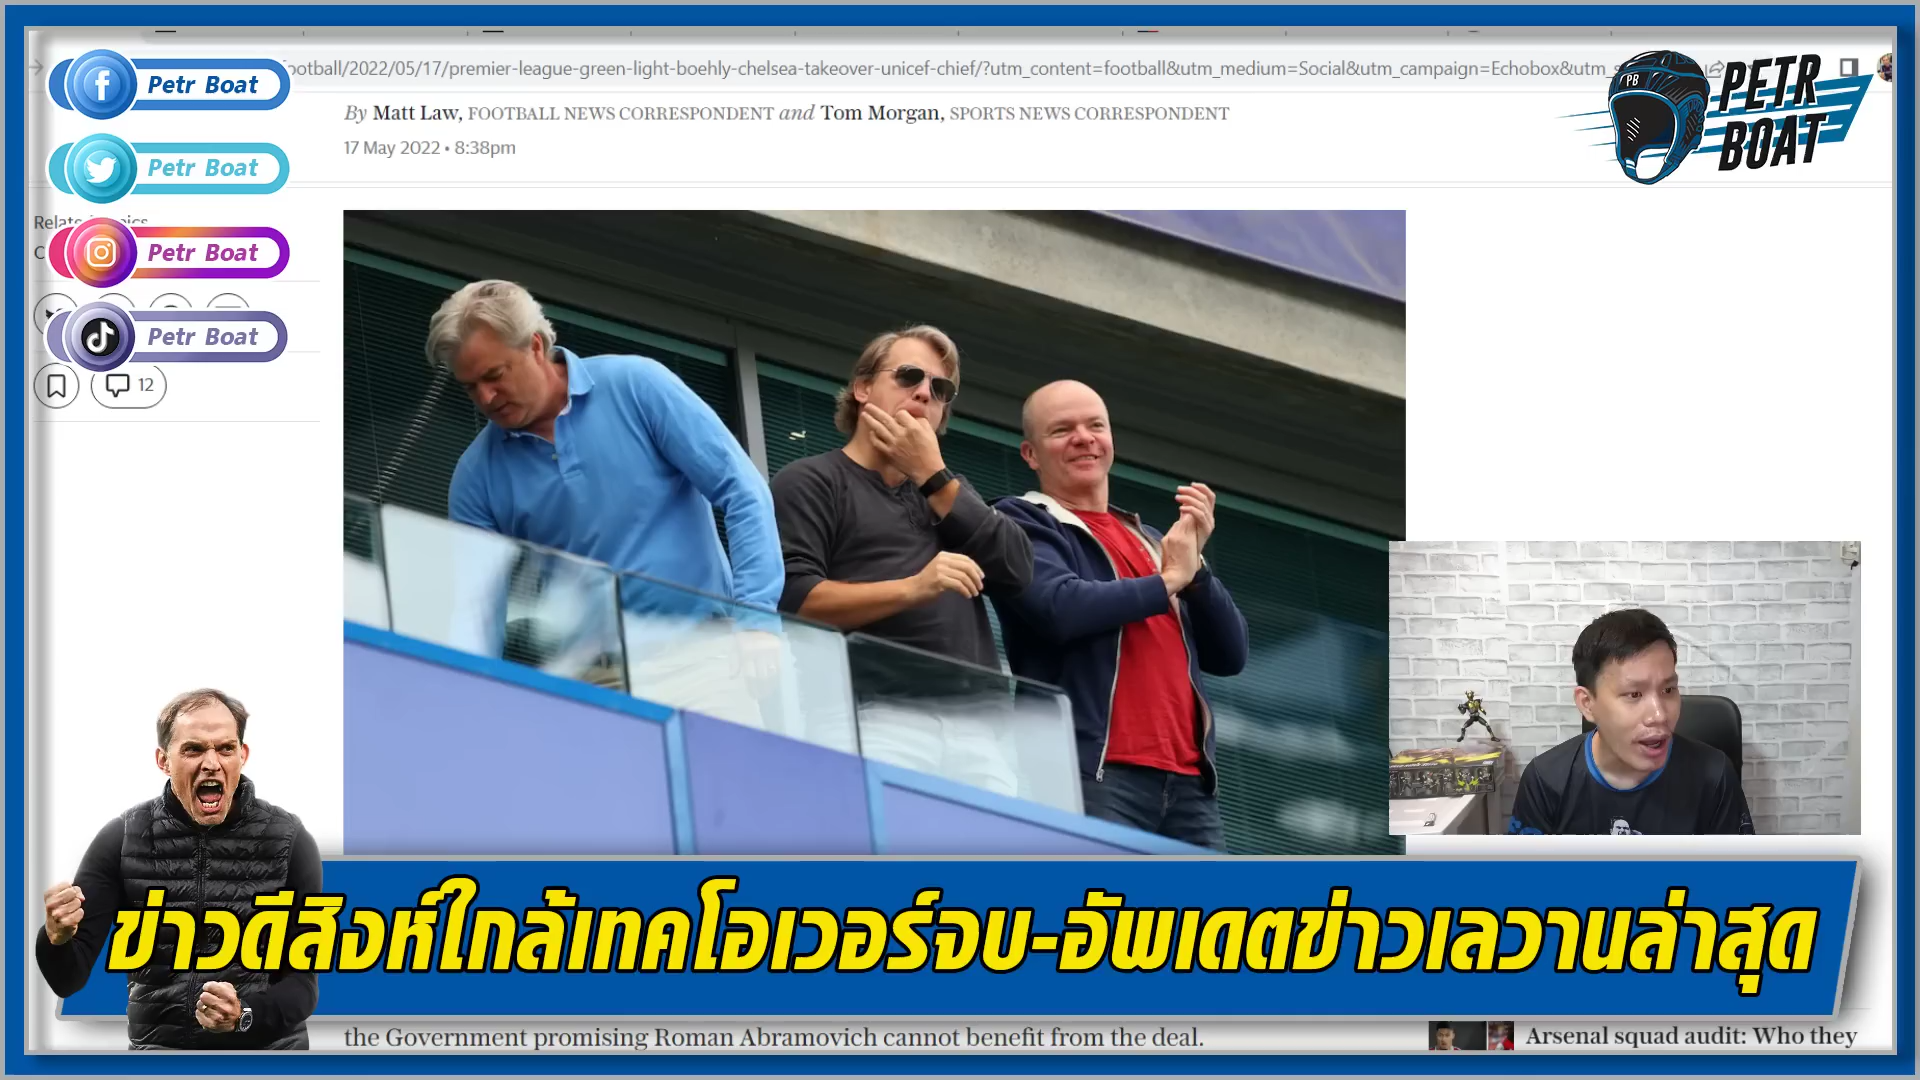 football/2022/05/17/premier-league-green-light-boehly-chelsea-takeover-unicef-chief/?utm_content=football&utm_medium=Social&utm_campaign=Echobox&utm_s
By Matt Law, FOOTBALL NEWS CORRESPONDENT and Tom Morgan, SPORTS NEWS CORRESPONDENT
17 May 2022 • 8:38pm
Petr Boat
Petr Boat
Petr Boat
Petr Boat
12
PB
PETR
BOAT
ข่าวดีสิงห์ใกล้เทคโอเวอร์จบ-อัพเดตข่าวเลวานล่าสุด
the Government promising Roman Abramovich cannot benefit from the deal.
Arsenal squad audit: Who they